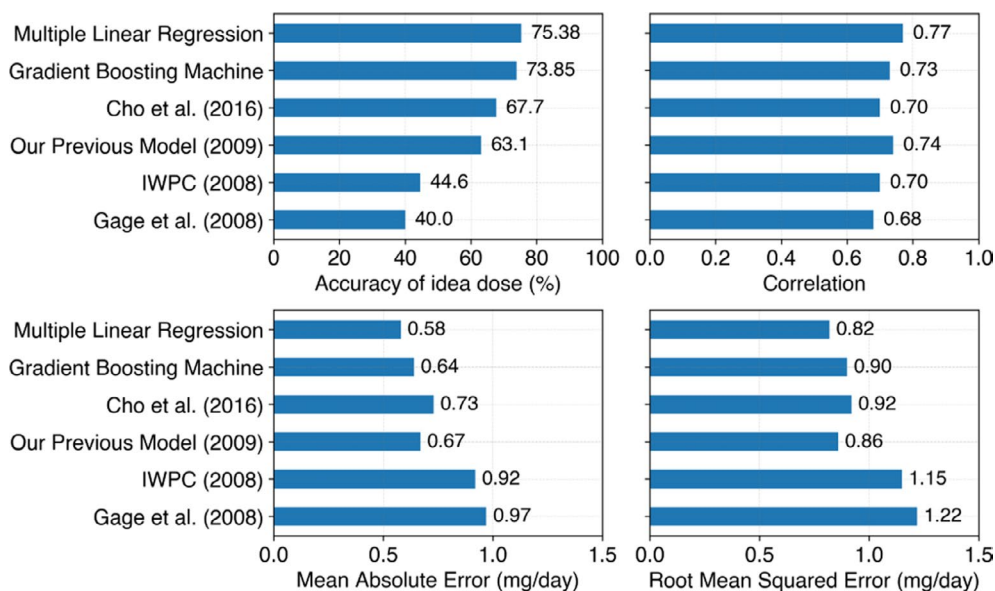 Multiple Linear Regression
Gradient Boosting Machine
Cho et al. (2016)
Our Previous Model (2009)
IWPC (2008)
Gage et al. (2008)
75.38
73.85
67.7
63.1
44.6
40.0
0 20 40 60 80 100
Accuracy of idea dose (%)
0.77
0.73
0.70
0.74
0.70
0.68
0.0 0.2 0.4 0.6 0.8 1.0
Correlation
Multiple Linear Regression
Gradient Boosting Machine
Cho et al. (2016)
Our Previous Model (2009)
IWPC (2008)
Gage et al. (2008)
0.58
0.64
0.73
0.67
0.92
0.97
0.0 0.5 1.0 1.5
Mean Absolute Error (mg/day)
0.82
0.90
0.92
0.86
1.15
1.22
0.0 0.5 1.0 1.5
Root Mean Squared Error (mg/day)